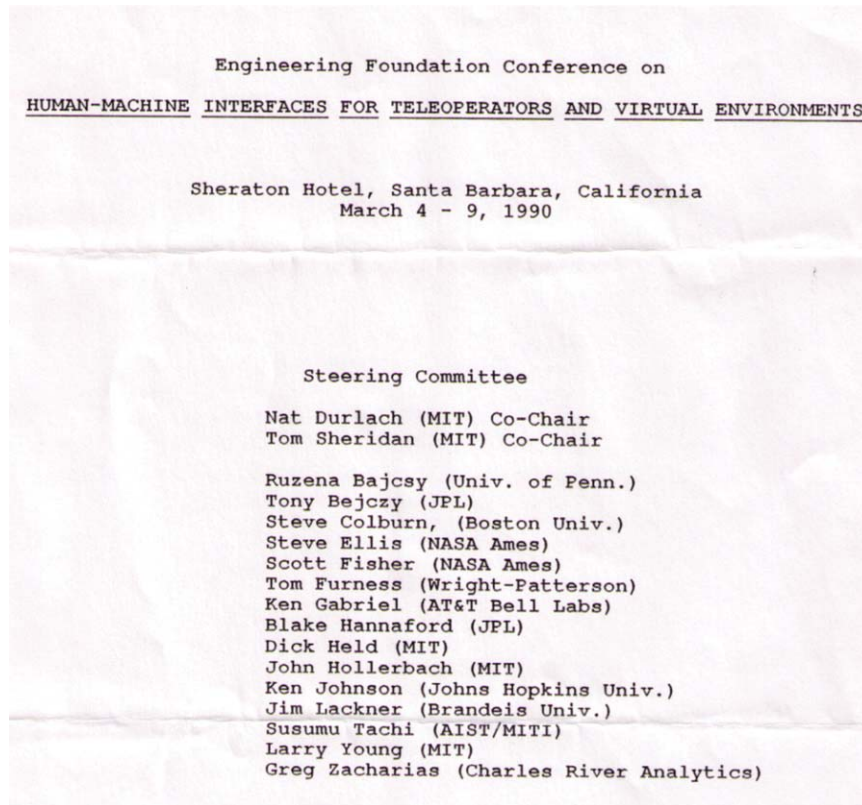 Engineering Foundation Conference on
HUMAN-MACHINE INTERFACES FOR TELEOPERATORS AND VIRTUAL ENVIRONMENTS
Sheraton Hotel, Santa Barbara, California
March 4 - 9, 1990
Steering Committee
Nat Durlach (MIT) Co-Chair
Tom Sheridan (MIT) Co-Chair
Ruzena Bajcsy (Univ. of Penn.)
Tony Bejczy (JPL)
Steve Colburn, (Boston Univ.)
Steve Ellis (NASA Ames)
Scott Fisher (NASA Ames)
Tom Furness (Wright-Patterson)
Ken Gabriel (AT&T Bell Labs)
Blake Hannaford (JPL)
Dick Held (MIT)
John Hollerbach (MIT)
Ken Johnson (Johns Hopkins Univ.)
Jim Lackner (Brandeis Univ.)
Susumu Tachi (AIST/MITI)
Larry Young (MIT)
Greg Zacharias (Charles River Analytics)